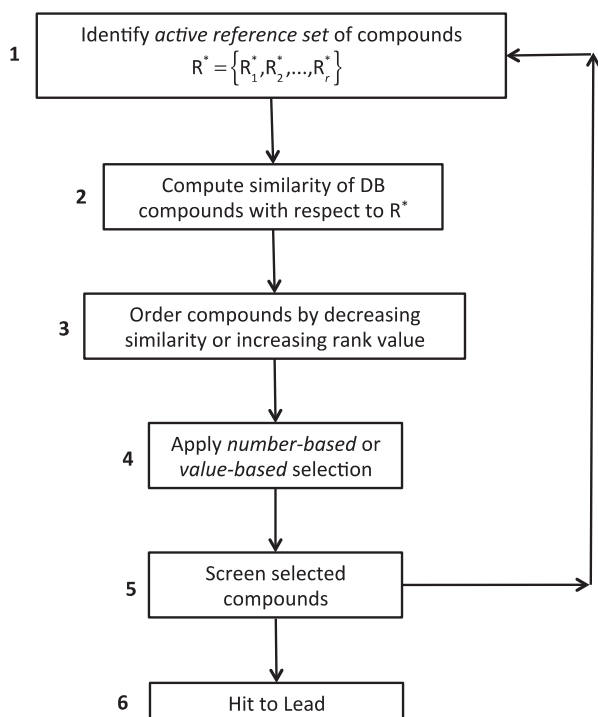 1
Identify active reference set of compounds
R* = {R*1, R*2, ..., R*r}
2
Compute similarity of DB
compounds with respect to R*
3
Order compounds by decreasing
similarity or increasing rank value
4
Apply number-based or
value-based selection
5
Screen selected
compounds
6
Hit to Lead